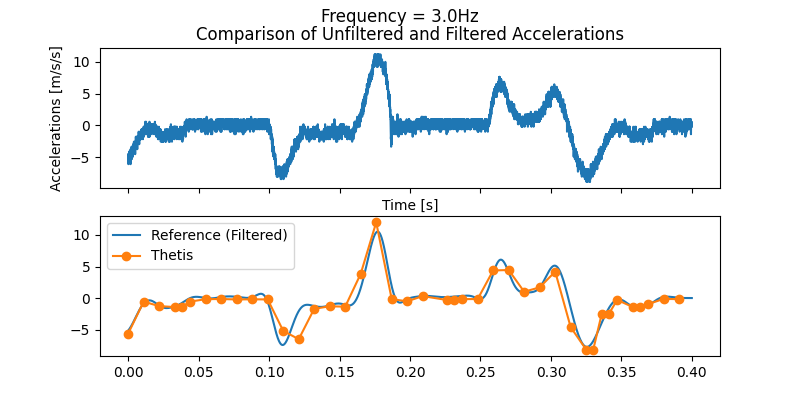 Frequency = 3.0Hz
Comparison of Unfiltered and Filtered Accelerations
Accelerations [m/s/s]
10
5
0
−5
Time [s]
Reference (Filtered)
Thetis
10
5
0
−5
0.00 0.05 0.10 0.15 0.20 0.25 0.30 0.35 0.40